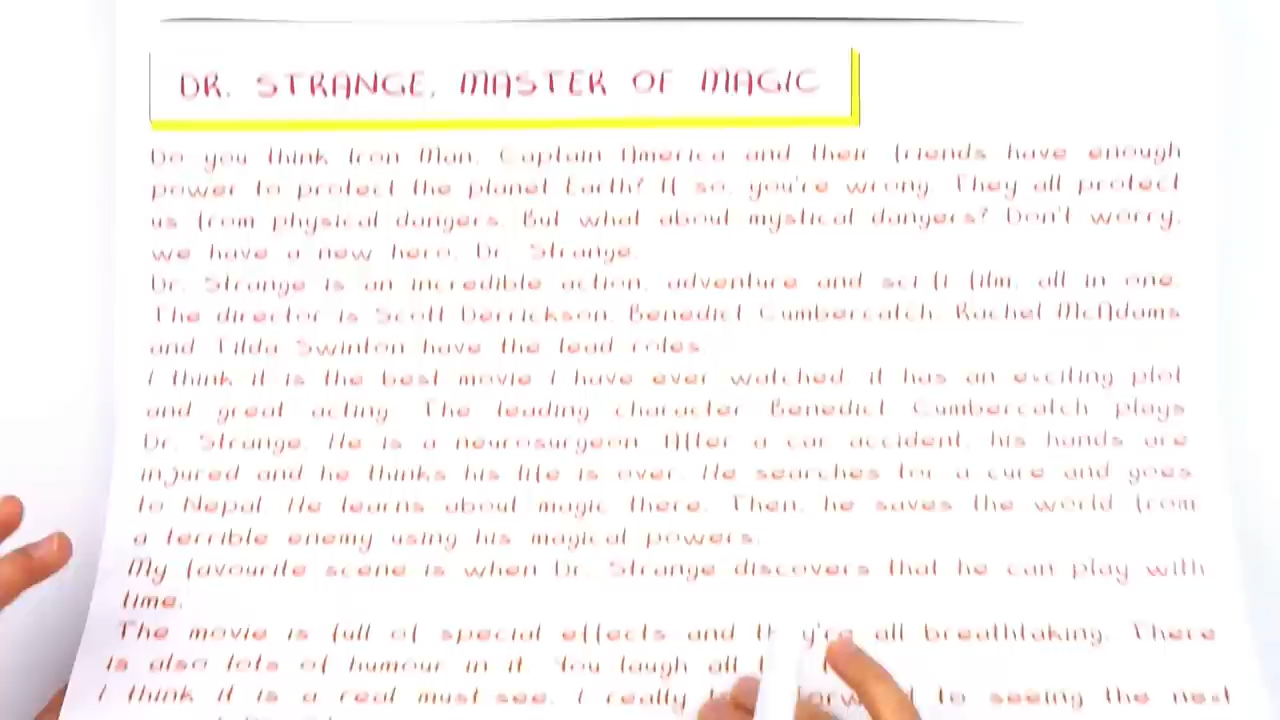 DR. STRANGE, MASTER OF MAGIC
Do you think Iron Man, Captain America and their friends have enough
power to protect the planet Earth? If so, you're wrong. They all protect
us from physical dangers. But what about mystical dangers? Don't worry,
we have a new hero, Dr. Strange.
Dr. Strange is an incredible action, adventure and sci fi film, all in one.
The director is Scott Derrickson. Benedict Cumbercatch, Rachel McAdams
and Tilda Swinton have the lead roles.
I think it is the best movie I have ever watched, it has an exciting plot
and great acting. The leading character Benedict Cumbercatch plays
Dr. Strange. He is a neurosurgeon. After a car accident, his hands are
injured and he thinks his life is over. He searches for a cure and goes
to Nepal. He learns about magic there. Then, he saves the world from
a terrible enemy using his magical powers.
My favourite scene is when Dr. Strange discovers that he can play with
time.
The movie is full of special effects and all breathtaking. There
is also lots of humour in it. You laugh all
I think it is a real must see. I really to seeing the next